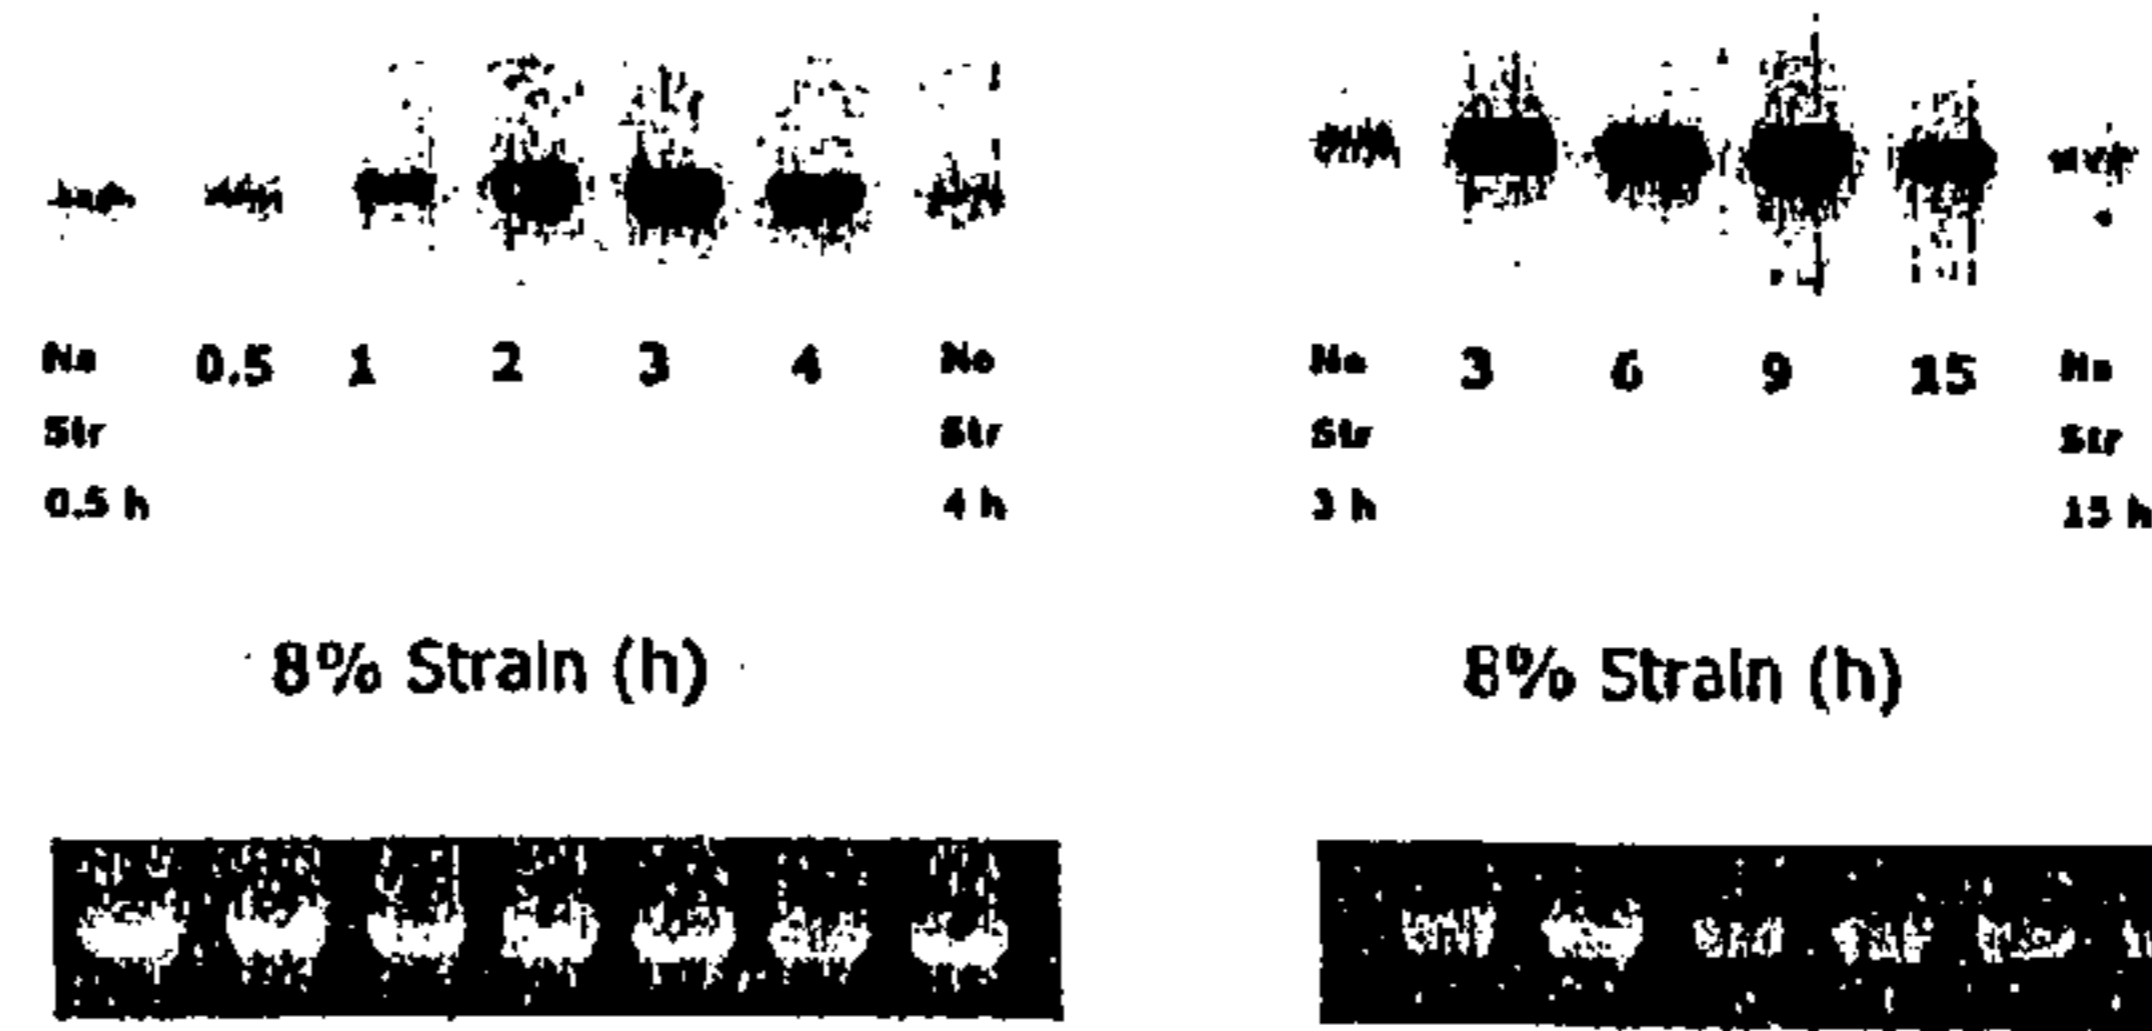 No 0.5 1 2 3 4 No
Str Str
0.5 h 4 h
8% Strain (h)
No 3 6 9 15 No
Str Str
3 h 15 h
8% Strain (h)